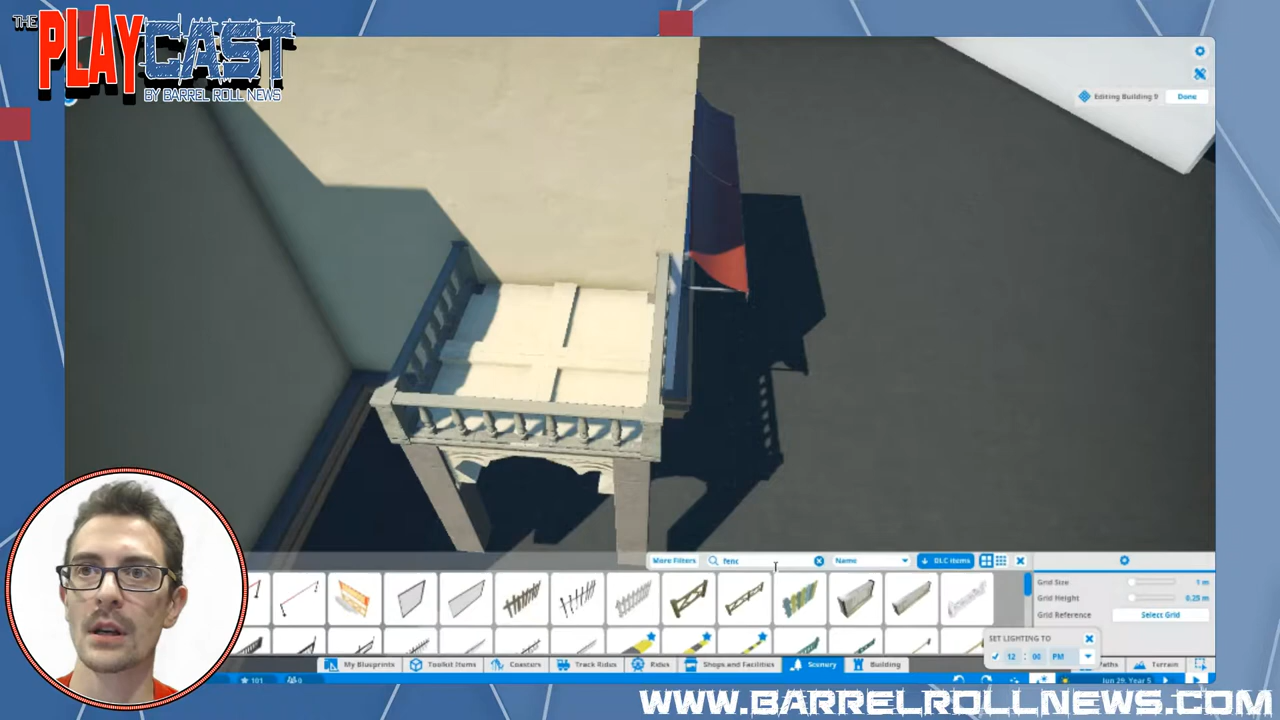 THE
PLAYCAST
BY BARREL ROLL NEWS
Editing Building 9
Done
More Filters
fenc
Name
DLC Items
Grid Size
1 m
Grid Height
0.25 m
Grid Reference
Select Grid
SET LIGHTING TO
12 : 00 PM
My Blueprints
Toolkit Items
Coasters
Track Rides
Rides
Shops and Facilities
Scenery
Building
Paths
Terrain
101
0
Jun 29, Year 5
WWW.BARRELROLLNEWS.COM